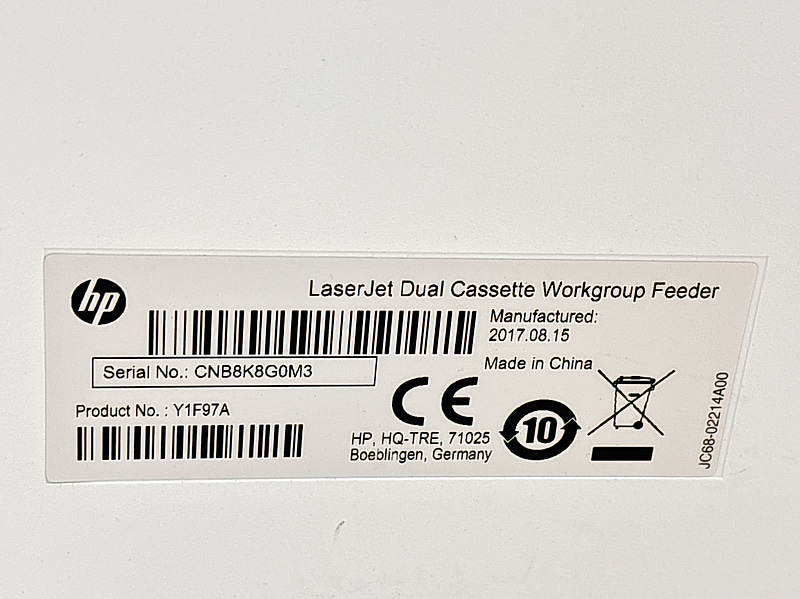 hp
LaserJet Dual Cassette Workgroup Feeder
Manufactured:
2017.08.15
Serial No.: CNB8K8G0M3
Made in China
Product No. : Y1F97A
CE
HP, HQ-TRE, 71025
Boeblingen, Germany
10
JC68-02214A00